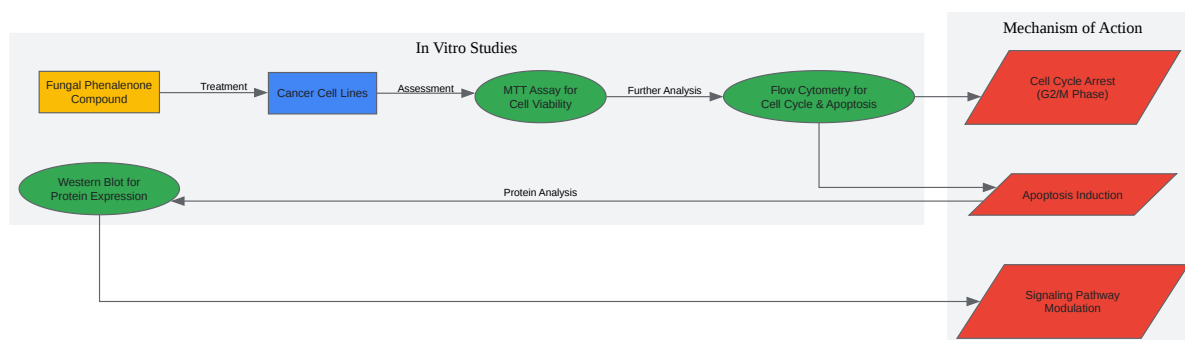 Mechanism of Action
In Vitro Studies
Fungal Phenalenone
Compound
Treatment
Cancer Cell Lines
Assessment
MTT Assay for
Cell Viability
Further Analysis
Flow Cytometry for
Cell Cycle & Apoptosis
Cell Cycle Arrest
(G2/M Phase)
Western Blot for
Protein Expression
Protein Analysis
Apoptosis Induction
Signaling Pathway
Modulation